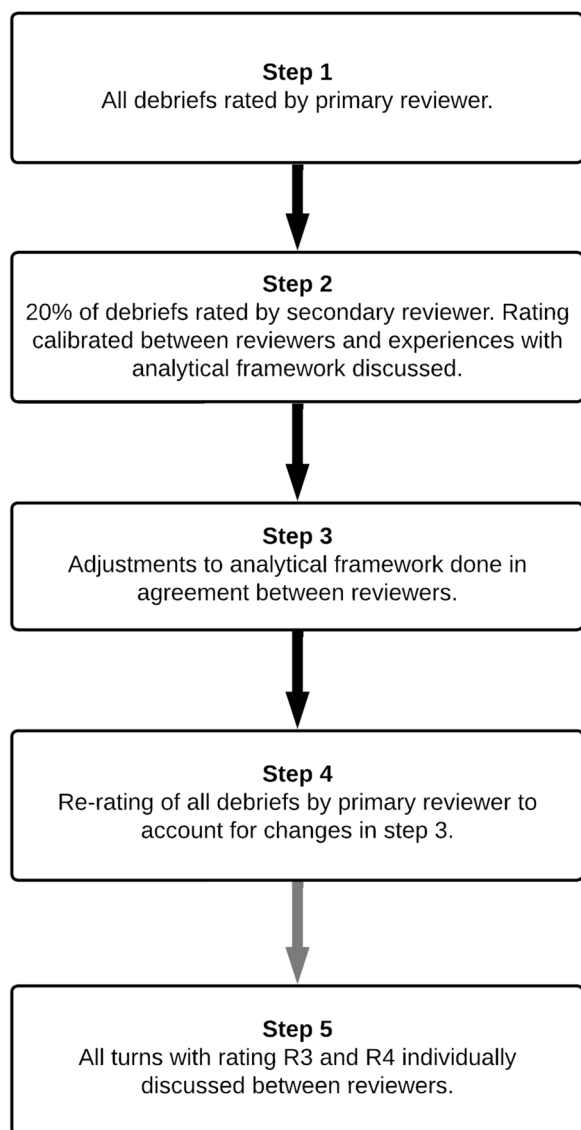 Step 1
All debriefs rated by primary reviewer.
Step 2
20% of debriefs rated by secondary reviewer. Rating
calibrated between reviewers and experiences with
analytical framework discussed.
Step 3
Adjustments to analytical framework done in
agreement between reviewers.
Step 4
Re-rating of all debriefs by primary reviewer to
account for changes in step 3.
Step 5
All turns with rating R3 and R4 individually
discussed between reviewers.